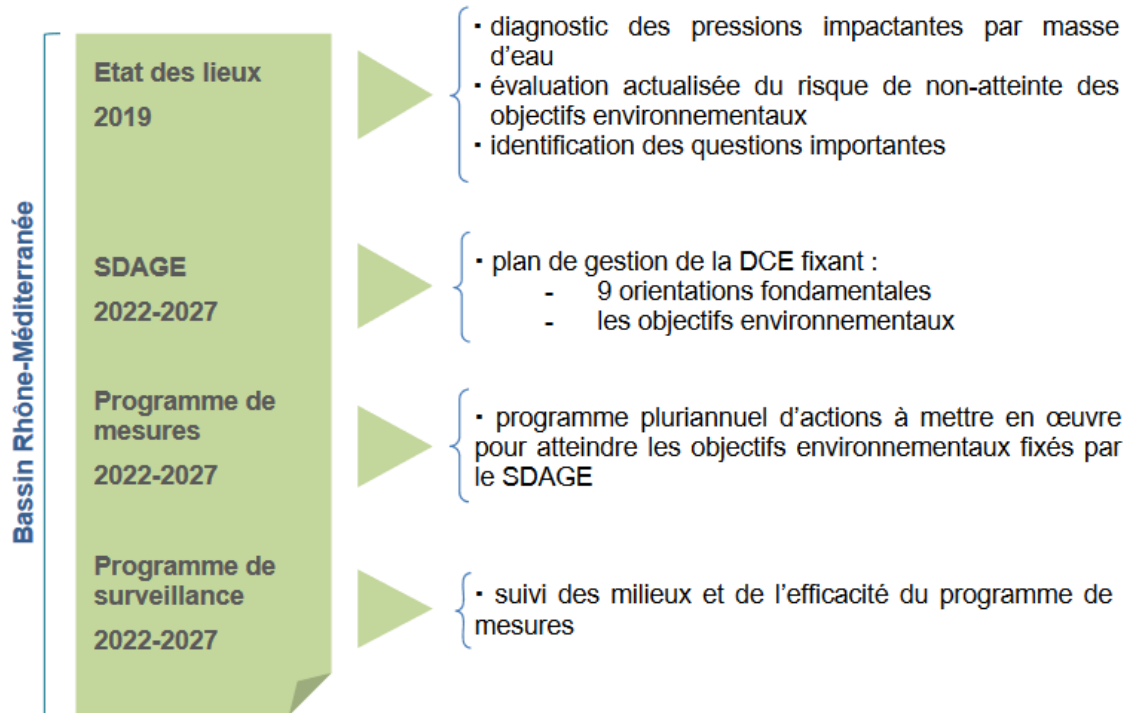 Bassin Rhône-Méditerranée
Etat des lieux
2019
▪ diagnostic des pressions impactantes par masse
d’eau
▪ évaluation actualisée du risque de non-atteinte des
objectifs environnementaux
▪ identification des questions importantes
SDAGE
2022-2027
▪ plan de gestion de la DCE fixant :
- 9 orientations fondamentales
- les objectifs environnementaux
Programme de
mesures
2022-2027
▪ programme pluriannuel d’actions à mettre en œuvre
pour atteindre les objectifs environnementaux fixés par
le SDAGE
Programme de
surveillance
2022-2027
▪ suivi des milieux et de l’efficacité du programme de
mesures